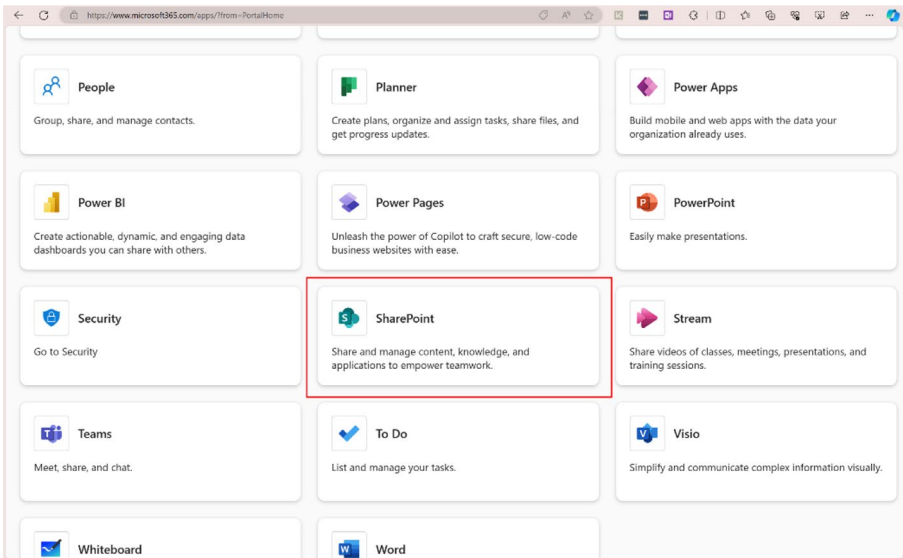 https://www.microsoft365.com/apps/?from=PortalHome
People
Group, share, and manage contacts.
Planner
Create plans, organize and assign tasks, share files, and
get progress updates.
Power Apps
Build mobile and web apps with the data your
organization already uses.
Power BI
Create actionable, dynamic, and engaging data
dashboards you can share with others.
Power Pages
Unleash the power of Copilot to craft secure, low-code
business websites with ease.
PowerPoint
Easily make presentations.
Security
Go to Security
SharePoint
Share and manage content, knowledge, and
applications to empower teamwork.
Stream
Share videos of classes, meetings, presentations, and
training sessions.
Teams
Meet, share, and chat.
To Do
List and manage your tasks.
Visio
Simplify and communicate complex information visually.
Whiteboard
Word